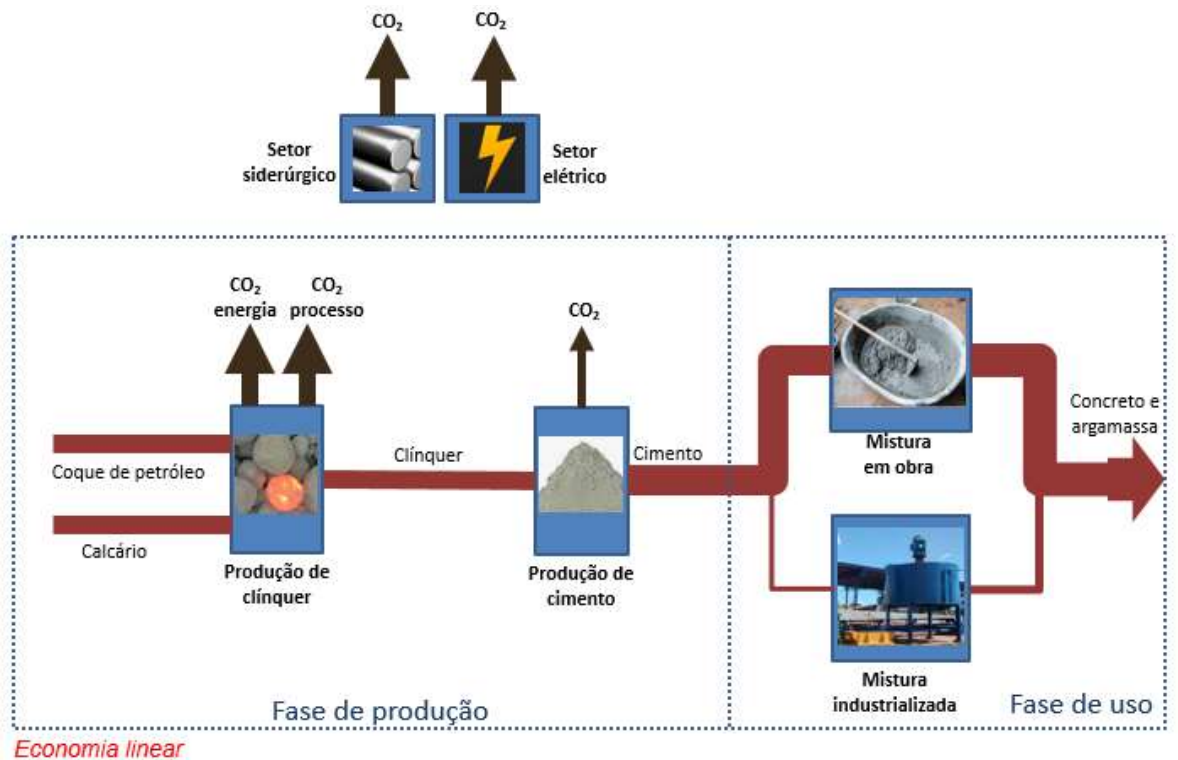 CO₂
CO₂
Setor
siderúrgico
Setor
elétrico
CO₂
energia
CO₂
processo
CO₂
Coque de petróleo
Calcário
Clínquer
Cimento
Produção de
clínquer
Produção de
cimento
Mistura
em obra
Concreto e
argamassa
Mistura
industrializada
Fase de produção
Fase de uso
Economia linear